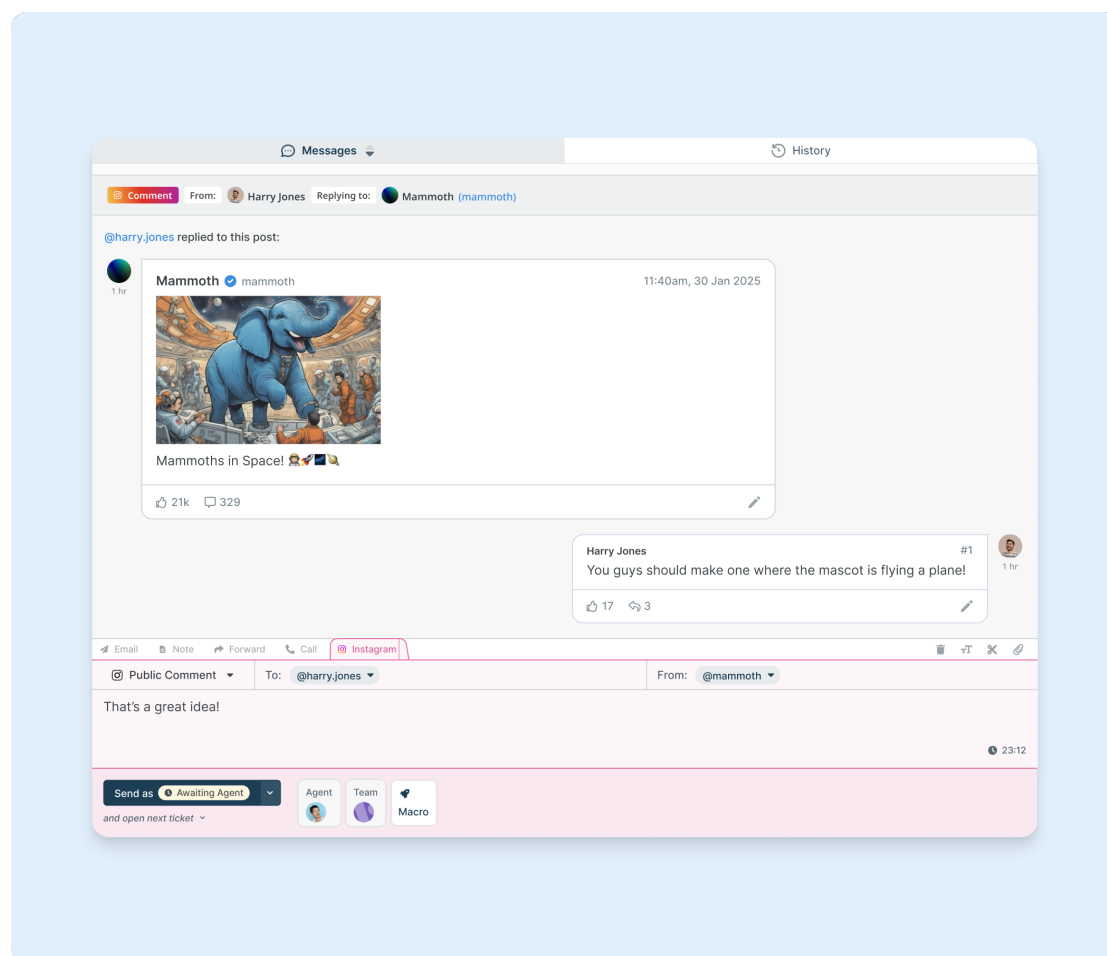 Messages
History
Comment From: Harry Jones Replying to: Mammoth (mammoth)
@harry.jones replied to this post:
1 hr
Mammoth mammoth 11:40am, 30 Jan 2025
Mammoths in Space! 👩‍🚀🚀🌌🪐
21k 329
Harry Jones #1
You guys should make one where the mascot is flying a plane!
1 hr
17 3
Email Note Forward Call Instagram
Public Comment To: @harry.jones From: @mammoth
That's a great idea!
23:12
Send as Awaiting Agent
and open next ticket
Agent
Team
Macro